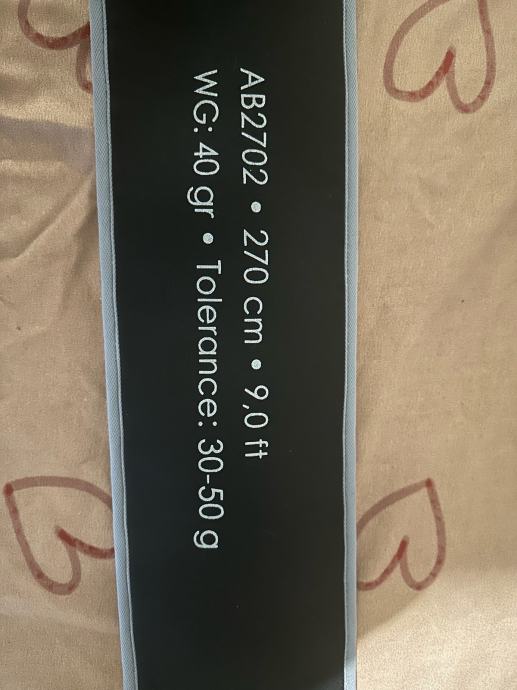 AB2702 • 270 cm • 9,0 ft
WG: 40 gr • Tolerance: 30-50 g